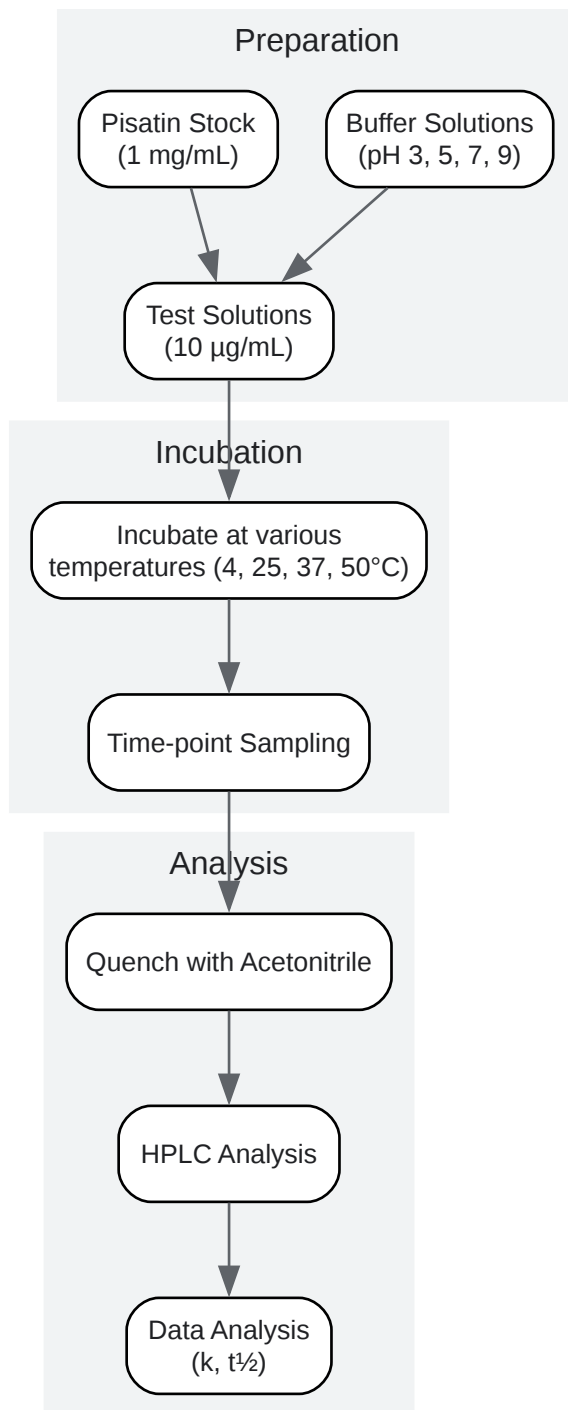 Preparation
Pisatin Stock
(1 mg/mL)
Buffer Solutions
(pH 3, 5, 7, 9)
Test Solutions
(10 µg/mL)
Incubation
Incubate at various
temperatures (4, 25, 37, 50°C)
Time-point Sampling
Analysis
Quench with Acetonitrile
HPLC Analysis
Data Analysis
(k, t½)